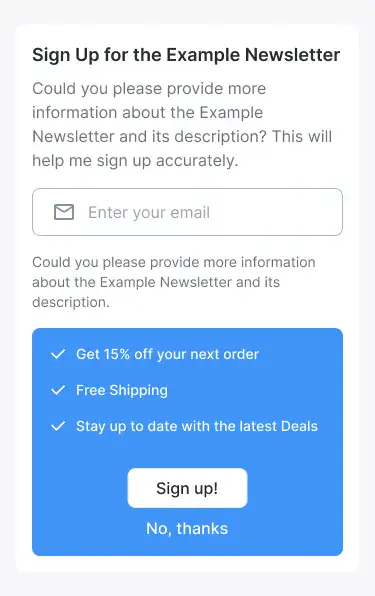 Sign Up for the Example Newsletter
Could you please provide more
information about the Example
Newsletter and its description? This will
help me sign up accurately.
Enter your email
Could you please provide more information
about the Example Newsletter and its
description.
Get 15% off your next order
Free Shipping
Stay up to date with the latest Deals
Sign up!
No, thanks